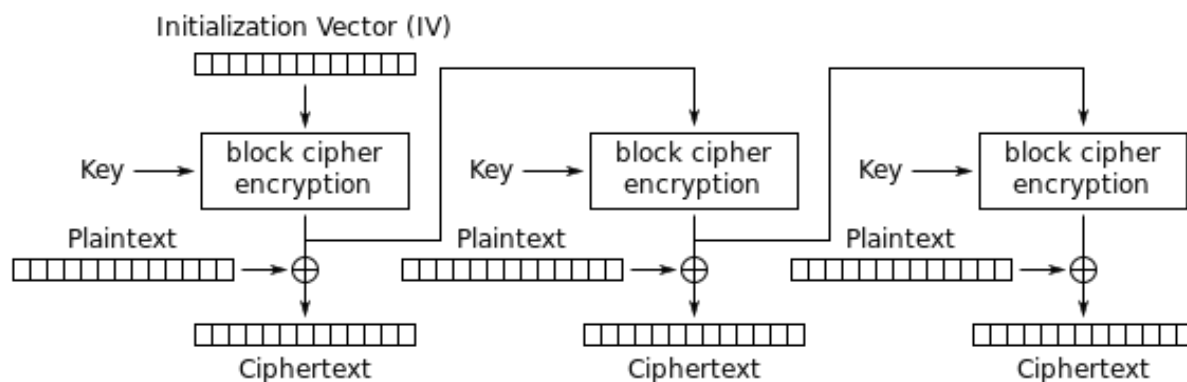 Initialization Vector (IV)
Key
block cipher
encryption
Key
block cipher
encryption
Key
block cipher
encryption
Plaintext
Plaintext
Plaintext
Ciphertext
Ciphertext
Ciphertext